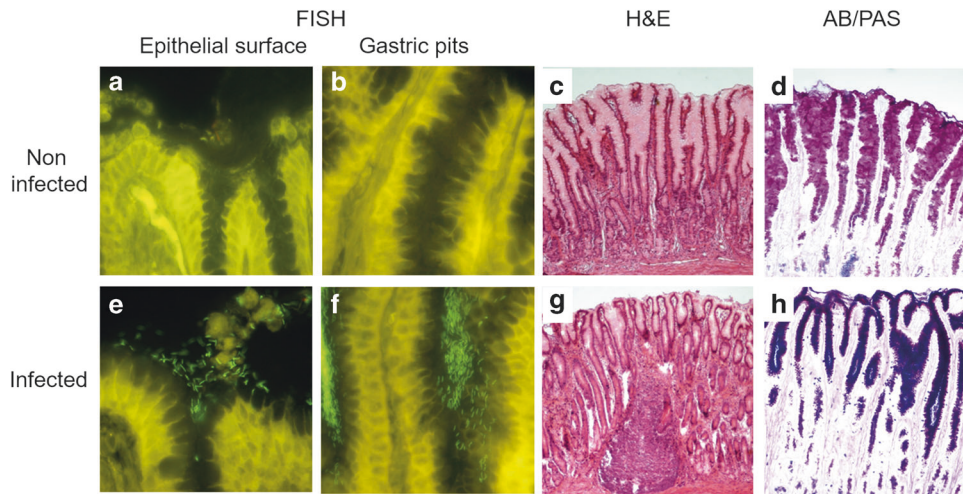 FISH
H&E
AB/PAS
Epithelial surface
Gastric pits
a
b
c
d
Non
infected
e
f
g
h
Infected